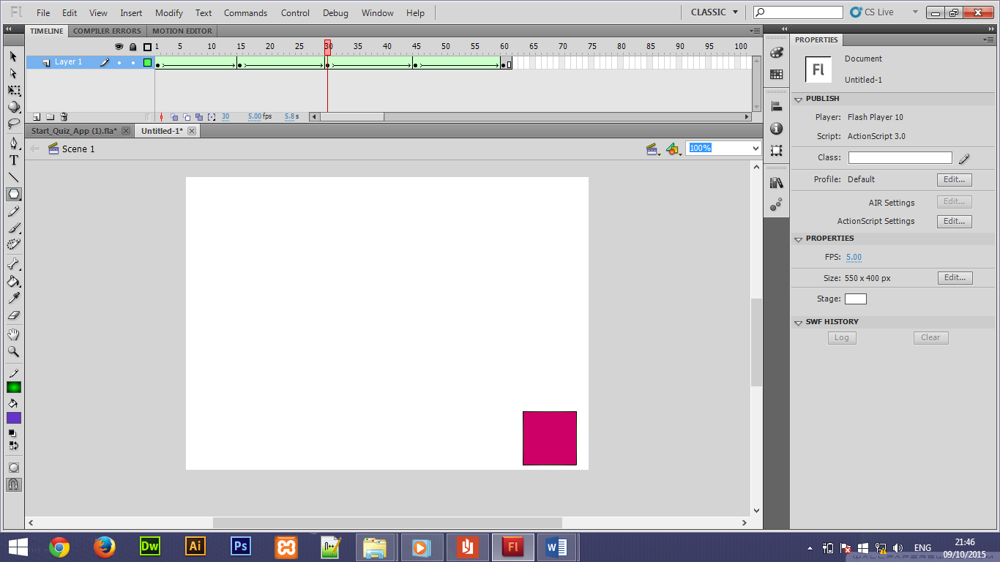 Fl File Edit View Insert Modify Text Commands Control Debug Window Help CLASSIC CS Live
TIMELINE COMPILER ERRORS MOTION EDITOR
1 5 10 15 20 25 30 35 40 45 50 55 60 65 70 75 80 85 90 95 100
Layer 1
30 5.00 fps 5.8 s
Start_Quiz_App (1).fla* Untitled-1*
Scene 1 100%
PROPERTIES
Fl Document
Untitled-1
PUBLISH
Player: Flash Player 10
Script: ActionScript 3.0
Class:
Profile: Default Edit...
AIR Settings Edit...
ActionScript Settings Edit...
PROPERTIES
FPS: 5.00
Size: 550 x 400 px Edit...
Stage:
SWF HISTORY
Log Clear
Dw Ai Ps Fl W ENG 21:46
09/10/2015